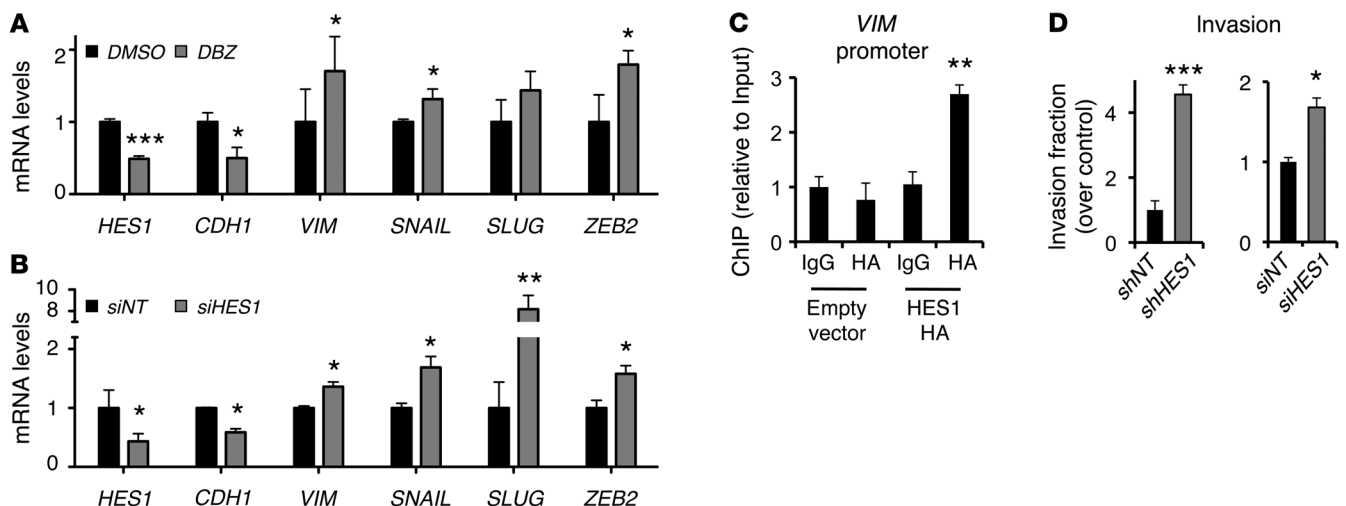 A
DMSO DBZ
mRNA levels
2
1
0
***
*
*
*
*
HES1 CDH1 VIM SNAIL SLUG ZEB2
B
siNT siHES1
mRNA levels
10
8
2
1
0
*
*
*
*
**
*
HES1 CDH1 VIM SNAIL SLUG ZEB2
C
VIM
promoter
ChIP (relative to Input)
3
2
1
0
**
IgG HA IgG HA
Empty HES1
vector HA
D
Invasion
Invasion fraction
(over control)
4
2
0
***
shNT shHES1
2
1
0
*
siNT siHES1